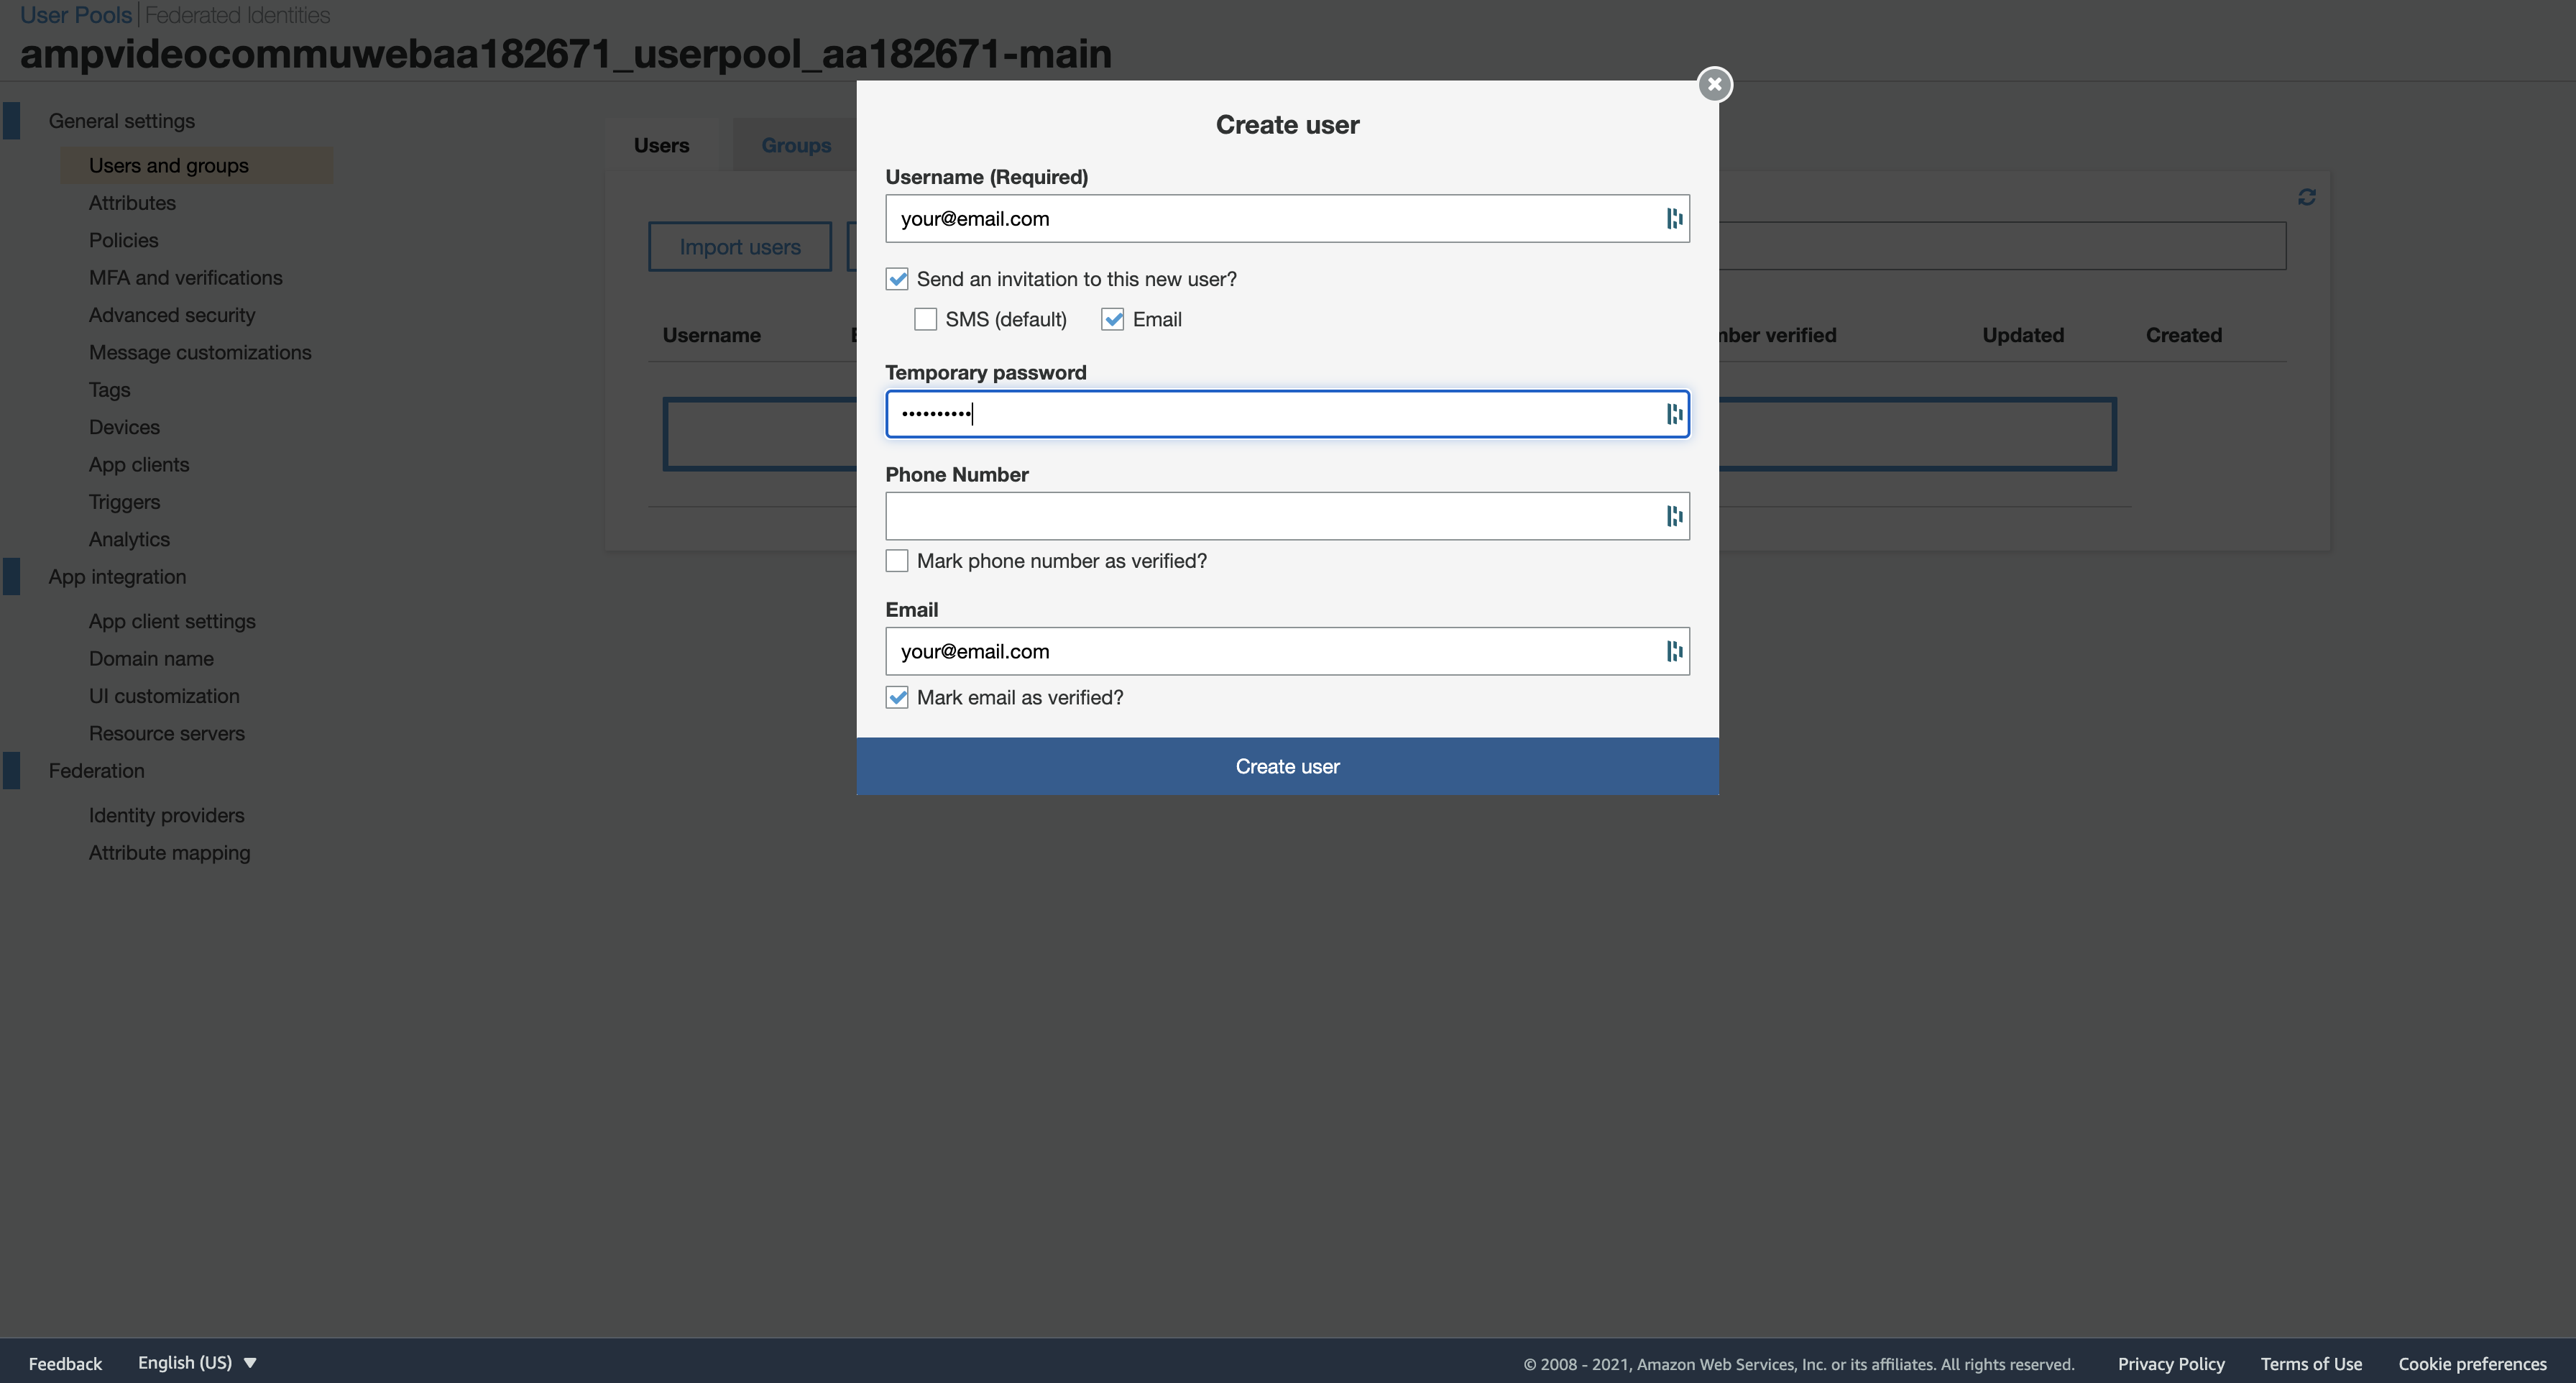 User Pools | Federated Identities
ampvideocommuwebaa182671_userpool_aa182671-main
General settings
Users and groups
Attributes
Policies
MFA and verifications
Advanced security
Message customizations
Tags
Devices
App clients
Triggers
Analytics
App integration
App client settings
Domain name
UI customization
Resource servers
Federation
Identity providers
Attribute mapping
Users Groups
Import users
Username
verified Updated Created
Create user
Username (Required)
your@email.com
Send an invitation to this new user?
SMS (default) Email
Temporary password
••••••••••
Phone Number
Mark phone number as verified?
Email
your@email.com
Mark email as verified?
Create user
Feedback English (US) © 2008 - 2021, Amazon Web Services, Inc. or its affiliates. All rights reserved. Privacy Policy Terms of Use Cookie preferences